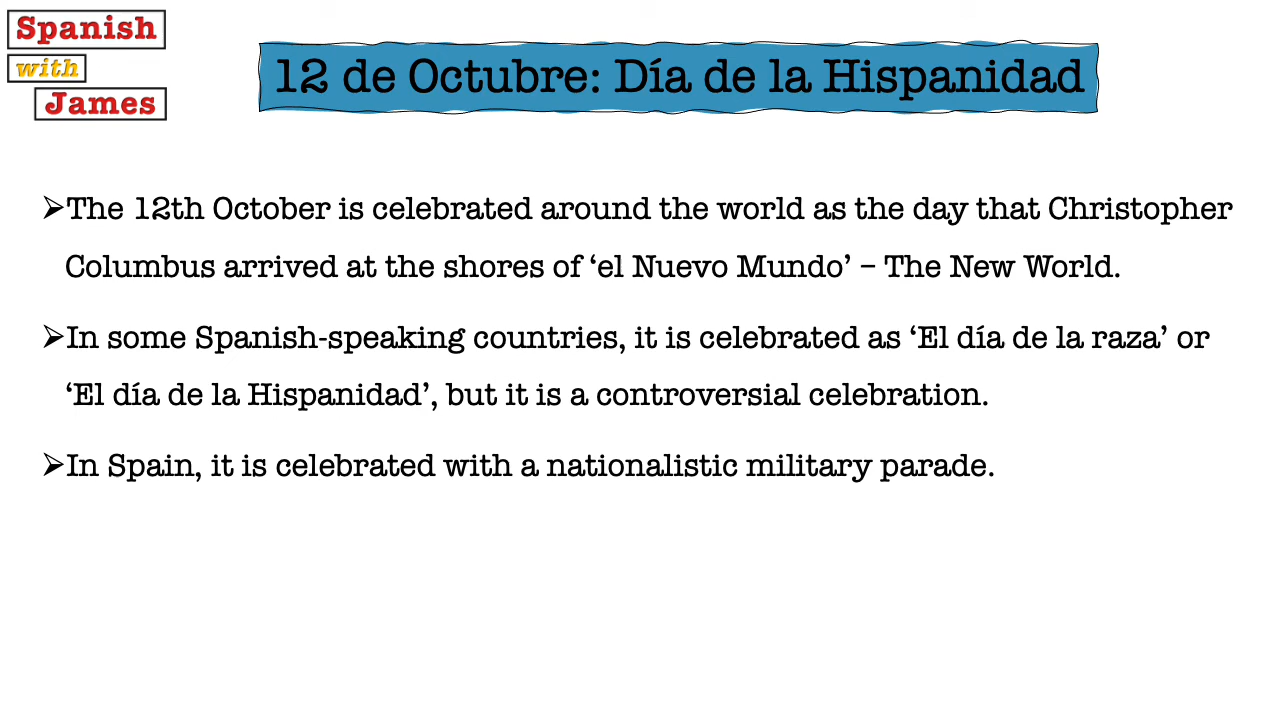 Spanish
with
James
12 de Octubre: Día de la Hispanidad
➢The 12th October is celebrated around the world as the day that Christopher
Columbus arrived at the shores of ‘el Nuevo Mundo’ – The New World.
➢In some Spanish-speaking countries, it is celebrated as ‘El día de la raza’ or
‘El día de la Hispanidad’, but it is a controversial celebration.
➢In Spain, it is celebrated with a nationalistic military parade.